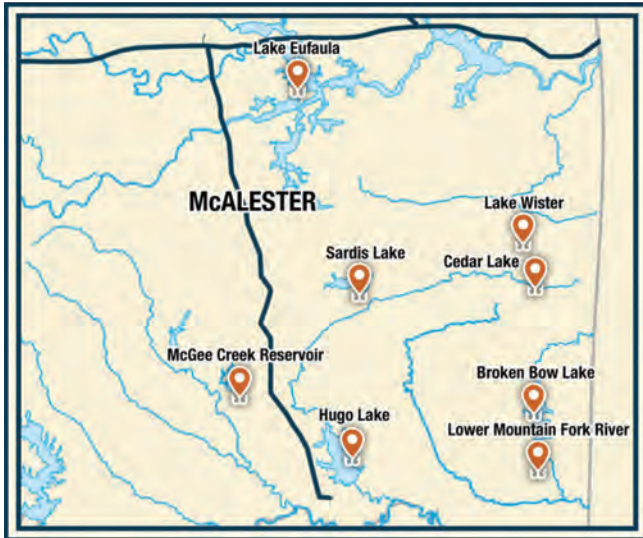 Lake Eufaula
McALESTER
Lake Wister
Sardis Lake
Cedar Lake
McGee Creek Reservoir
Broken Bow Lake
Hugo Lake
Lower Mountain Fork River